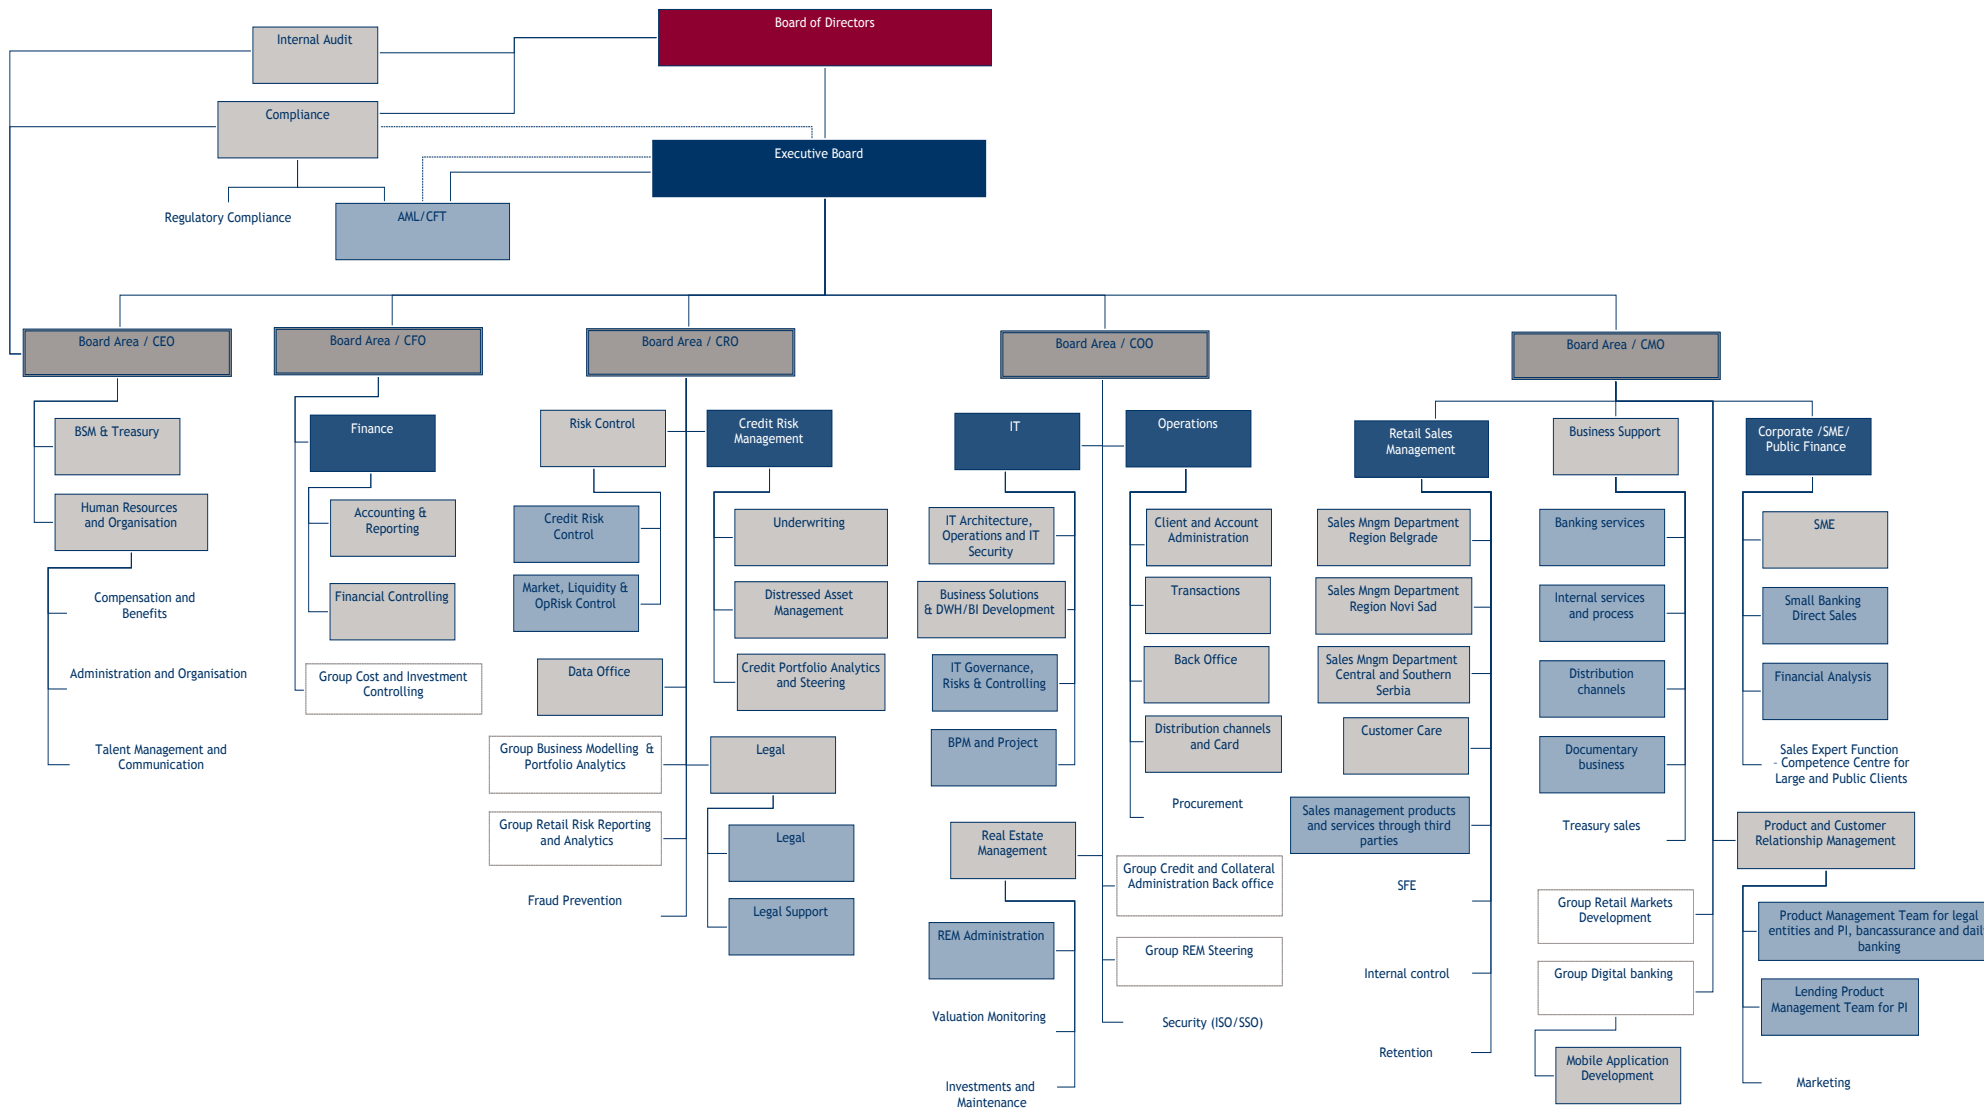 Board of Directors
Internal Audit
Compliance
Executive Board
Regulatory Compliance
AML/CFT
Board Area / CEO
Board Area / CFO
Board Area / CRO
Board Area / COO
Board Area / CMO
BSM & Treasury
Human Resources
and Organisation
Compensation and
Benefits
Administration and Organisation
Talent Management and
Communication
Finance
Accounting &
Reporting
Financial Controlling
Group Cost and Investment
Controlling
Risk Control
Credit Risk
Control
Market, Liquidity &
OpRisk Control
Data Office
Group Business Modelling &
Portfolio Analytics
Group Retail Risk Reporting
and Analytics
Fraud Prevention
Credit Risk
Management
Underwriting
Distressed Asset
Management
Credit Portfolio Analytics
and Steering
Legal
Legal
Legal Support
IT
IT Architecture,
Operations and IT
Security
Business Solutions
& DWH/BI Development
IT Governance,
Risks & Controlling
BPM and Project
Real Estate
Management
REM Administration
Valuation Monitoring
Investments and
Maintenance
Operations
Client and Account
Administration
Transactions
Back Office
Distribution channels
and Card
Procurement
Group Credit and Collateral
Administration Back office
Group REM Steering
Security (ISO/SSO)
Retail Sales
Management
Sales Mngm Department
Region Belgrade
Sales Mngm Department
Region Novi Sad
Sales Mngm Department
Central and Southern
Serbia
Customer Care
Sales management products
and services through third
parties
SFE
Internal control
Retention
Business Support
Banking services
Internal services
and process
Distribution
channels
Documentary
business
Treasury sales
Group Retail Markets
Development
Group Digital banking
Mobile Application
Development
Corporate /SME/
Public Finance
SME
Small Banking
Direct Sales
Financial Analysis
Sales Expert Function
- Competence Centre for
Large and Public Clients
Product and Customer
Relationship Management
Product Management Team for legal
entities and PI, bancassurance and dail
banking
Lending Product
Management Team for PI
Marketing